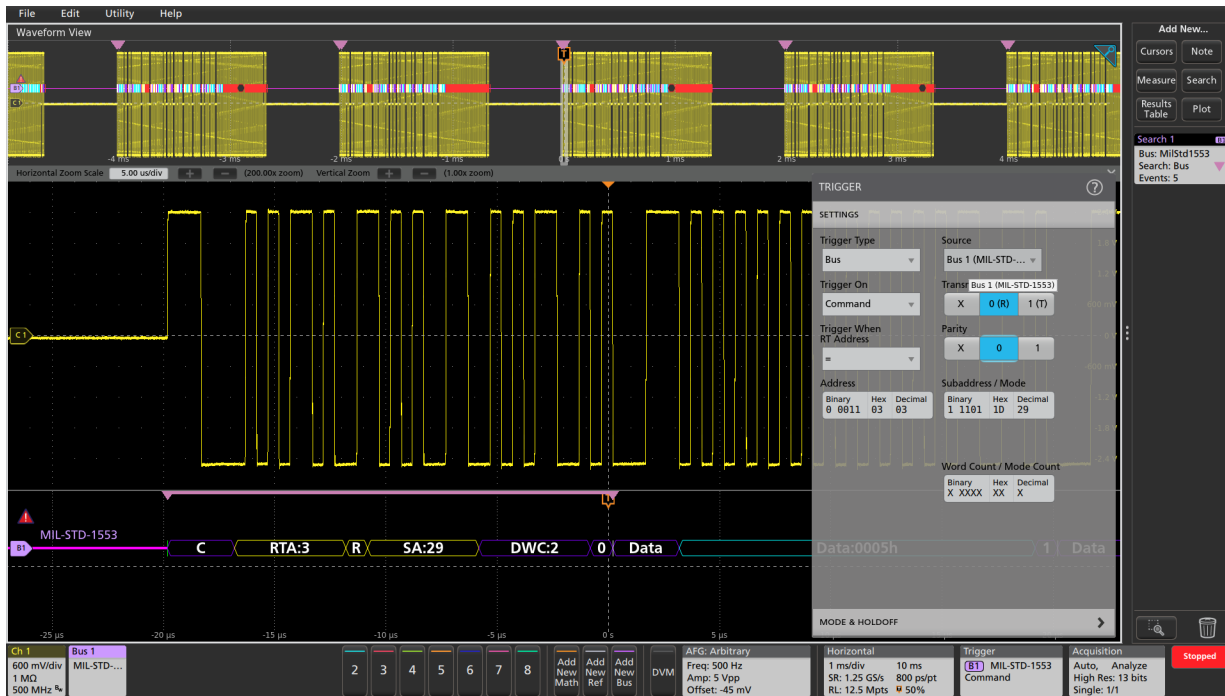 File Edit Utility Help
Waveform View
Add New...
Cursors Note
Measure Search
Results Table Plot
T
B1
C1
-4 ms -3 ms -2 ms -1 ms 0 s 1 ms 2 ms 3 ms 4 ms
Search 1 B1
Bus: MilStd1553
Search: Bus
Events: 5
Horizontal Zoom Scale 5.00 us/div + − (200.00x zoom) Vertical Zoom + − (1.00x zoom)
TRIGGER ?
SETTINGS
Trigger Type Source
Bus Bus 1 (MIL-STD-...
Trigger On Bus 1 (MIL-STD-1553)
Command X 0 (R) 1 (T)
Trigger When
RT Address Parity
= X 0 1
Address Subaddress / Mode
Binary Hex Decimal Binary Hex Decimal
0 0011 03 03 1 1101 1D 29
Word Count / Mode Count
Binary Hex Decimal
X XXXX XX X
MODE & HOLDOFF
C 1
-2.4 V
T
MIL-STD-1553
B1 C RTA:3 R SA:29 DWC:2 0 Data Data:0005h 1 Data
-25 µs -20 µs -15 µs -10 µs -5 µs 0 s 5 µs
Ch 1
600 mV/div
1 MΩ
500 MHz Bw
Bus 1
MIL-STD-...
2 3 4 5 6 7 8
Add New Math
Add New Ref
Add New Bus
DVM
AFG: Arbitrary
Freq: 500 Hz
Amp: 5 Vpp
Offset: -45 mV
Horizontal
1 ms/div 10 ms
SR: 1.25 GS/s 800 ps/pt
RL: 12.5 Mpts 50%
Trigger
B1 MIL-STD-1553
Command
Acquisition
Auto, Analyze
High Res: 13 bits
Single: 1/1
Stopped